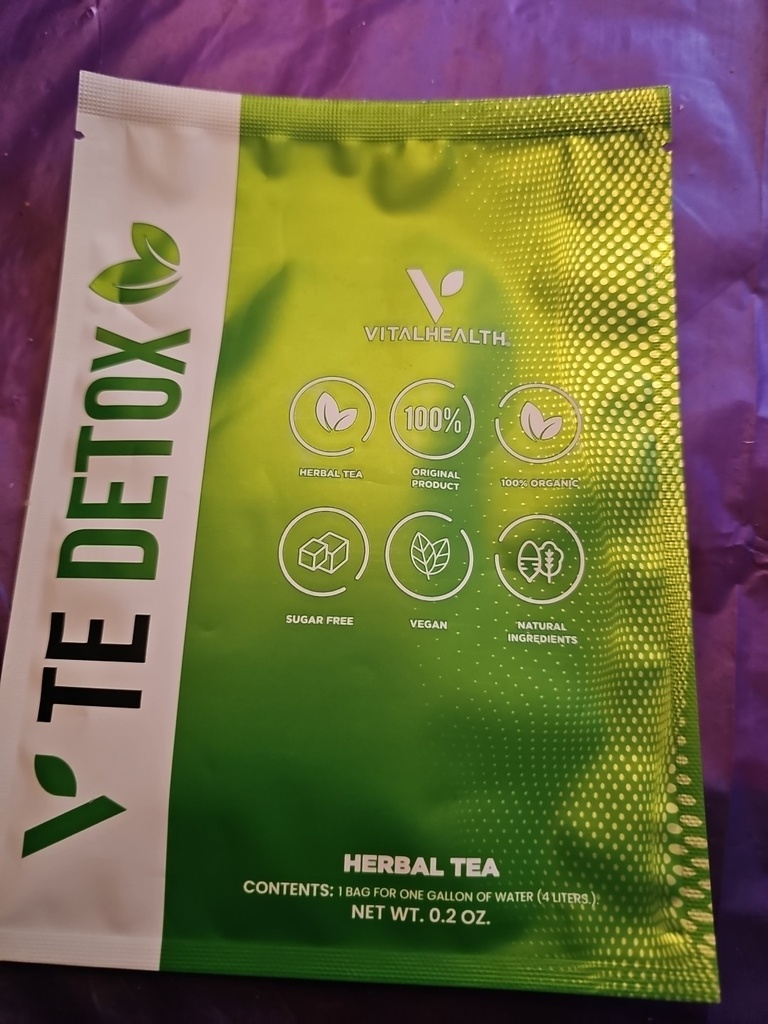 TE DETOX
VITALHEALTH
HERBAL TEA
100%
ORIGINAL
PRODUCT
100% ORGANIC
SUGAR FREE
VEGAN
NATURAL
INGREDIENTS
HERBAL TEA
CONTENTS: 1 BAG FOR ONE GALLON OF WATER (4 LITERS.).
NET WT. 0.2 OZ.